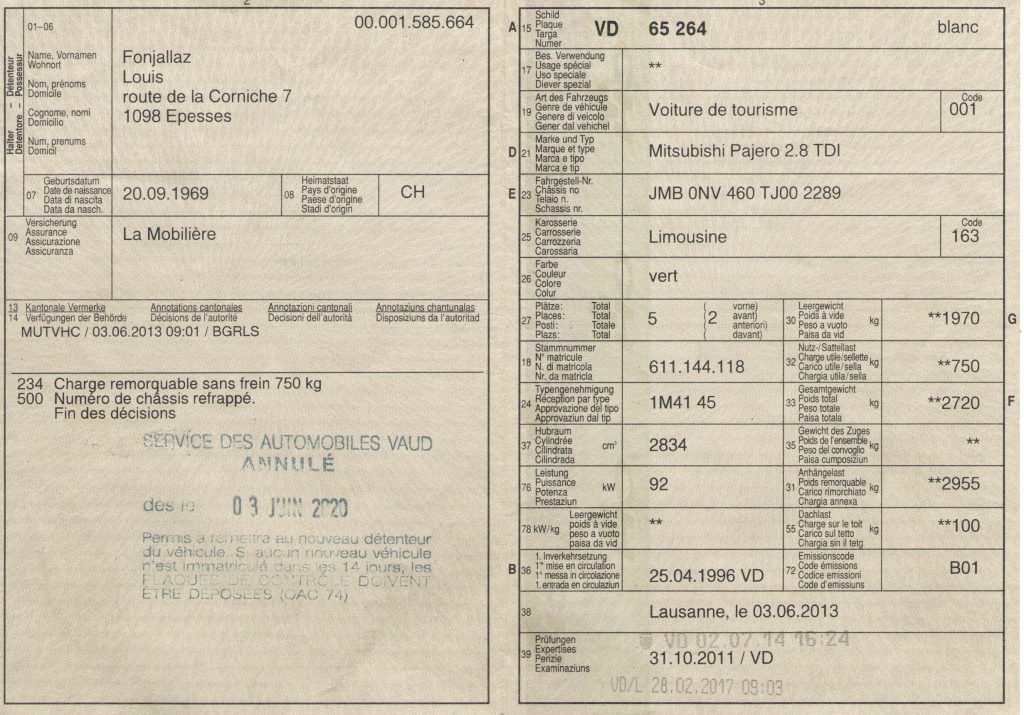 2
01–06
00.001.585.664
Halter – Détenteur
Detentore – Possessur
Name, Vornamen
Wohnort
Nom, prénoms
Domicile
Cognome, nomi
Domicilio
Num, prenums
Domicil
Fonjallaz
Louis
route de la Corniche 7
1098 Epesses
07
Geburtsdatum
Date de naissance
Data di nascita
Data da nasch.
20.09.1969
08
Heimatstaat
Pays d'origine
Paese d'origine
Stadi d'origin
CH
09
Versicherung
Assurance
Assicurazione
Assicuranza
La Mobilière
13 Kantonale Vermerke Annotations cantonales Annotazioni cantonali Annotaziuns chantunalas
14 Verfügungen der Behörde Décisions de l'autorité Decisioni dell'autorità Disposiziuns da l'autoritad
MUTVHC / 03.06.2013 09:01 / BGRLS
234 Charge remorquable sans frein 750 kg
500 Numéro de châssis refrappé.
Fin des décisions
SERVICE DES AUTOMOBILES VAUD
ANNULÉ
dès le 03 JUIN 2020
Permis à remettre au nouveau détenteur
du véhicule. Si aucun nouveau véhicule
n'est immatriculé dans les 14 jours, les
PLAQUES DE CONTRÔLE DOIVENT
ÊTRE DÉPOSÉES (OAC 74)
3
A 15
Schild
Plaque
Targa
Numer
VD 65 264 blanc
17
Bes. Verwendung
Usage spécial
Uso speciale
Diever spezial
**
19
Art des Fahrzeugs
Genre de véhicule
Genere di veicolo
Gener dal vehichel
Voiture de tourisme
Code
001
D 21
Marke und Typ
Marque et type
Marca e tipo
Marca e tip
Mitsubishi Pajero 2.8 TDI
E 23
Fahrgestell-Nr.
Châssis no
Telaio n.
Schassis nr.
JMB 0NV 460 TJ00 2289
25
Karosserie
Carrosserie
Carrozzeria
Carossaria
Limousine
Code
163
26
Farbe
Couleur
Colore
Colur
vert
27
Plätze: Total
Places: Total
Posti: Totale
Plazs: Total
5
( vorne)
( 2 avant)
( anteriori)
( davant)
30
Leergewicht
Poids à vide
Peso a vuoto
Paisa da vid
kg
**1970
G
18
Stammnummer
N° matricule
N. di matricola
Nr. da matricla
611.144.118
32
Nutz-/Sattellast
Charge utile/sellette
Carico utile/sella
Chargia utila/sella
kg
**750
24
Typengenehmigung
Réception par type
Approvazione del tipo
Approvaziun dal tip
1M41 45
33
Gesamtgewicht
Poids total
Peso totale
Paisa totala
kg
**2720
F
37
Hubraum
Cylindrée
Cilindrata
Cilindrada
cm³
2834
35
Gewicht des Zuges
Poids de l'ensemble
Peso del convoglio
Paisa cumposiziun
kg
**
76
Leistung
Puissance
Potenza
Prestaziun
kW
92
31
Anhängelast
Poids remorquable
Carico rimorchiato
Chargia annexa
kg
**2955
78 kW/kg
Leergewicht
poids à vide
peso a vuoto
paisa da vid
**
55
Dachlast
Charge sur le toit
Carico sul tetto
Chargia sin il tetg
kg
**100
B 36
1. Inverkehrsetzung
1re mise en circulation
1a messa in circolazione
1. entrada en circulaziun
25.04.1996 VD
72
Emissionscode
Code émissions
Codice emissioni
Code d'emissiuns
B01
38
Lausanne, le 03.06.2013
39
Prüfungen
Expertises
Perizie
Examinaziuns
VD 02.07.14 16:24
31.10.2011 / VD
VD/L 28.02.2017 09:03